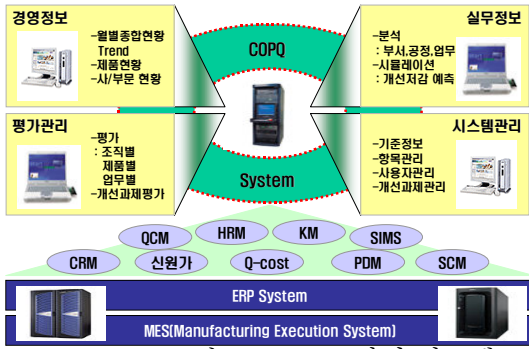 경영정보
-월별종합현황
Trend
-제품현황
-사/부문 현황
COPQ
실무정보
-분석
: 부서,공정,업무
-시뮬레이션
: 개선저감 예측
평가관리
-평가
: 조직별
제품별
업무별
-개선과제평가
System
시스템관리
-기준정보
-항목관리
-사용자관리
-개선과제관리
QCM
HRM
KM
SIMS
CRM
신원가
Q-cost
PDM
SCM
ERP System
MES(Manufacturing Execution System)